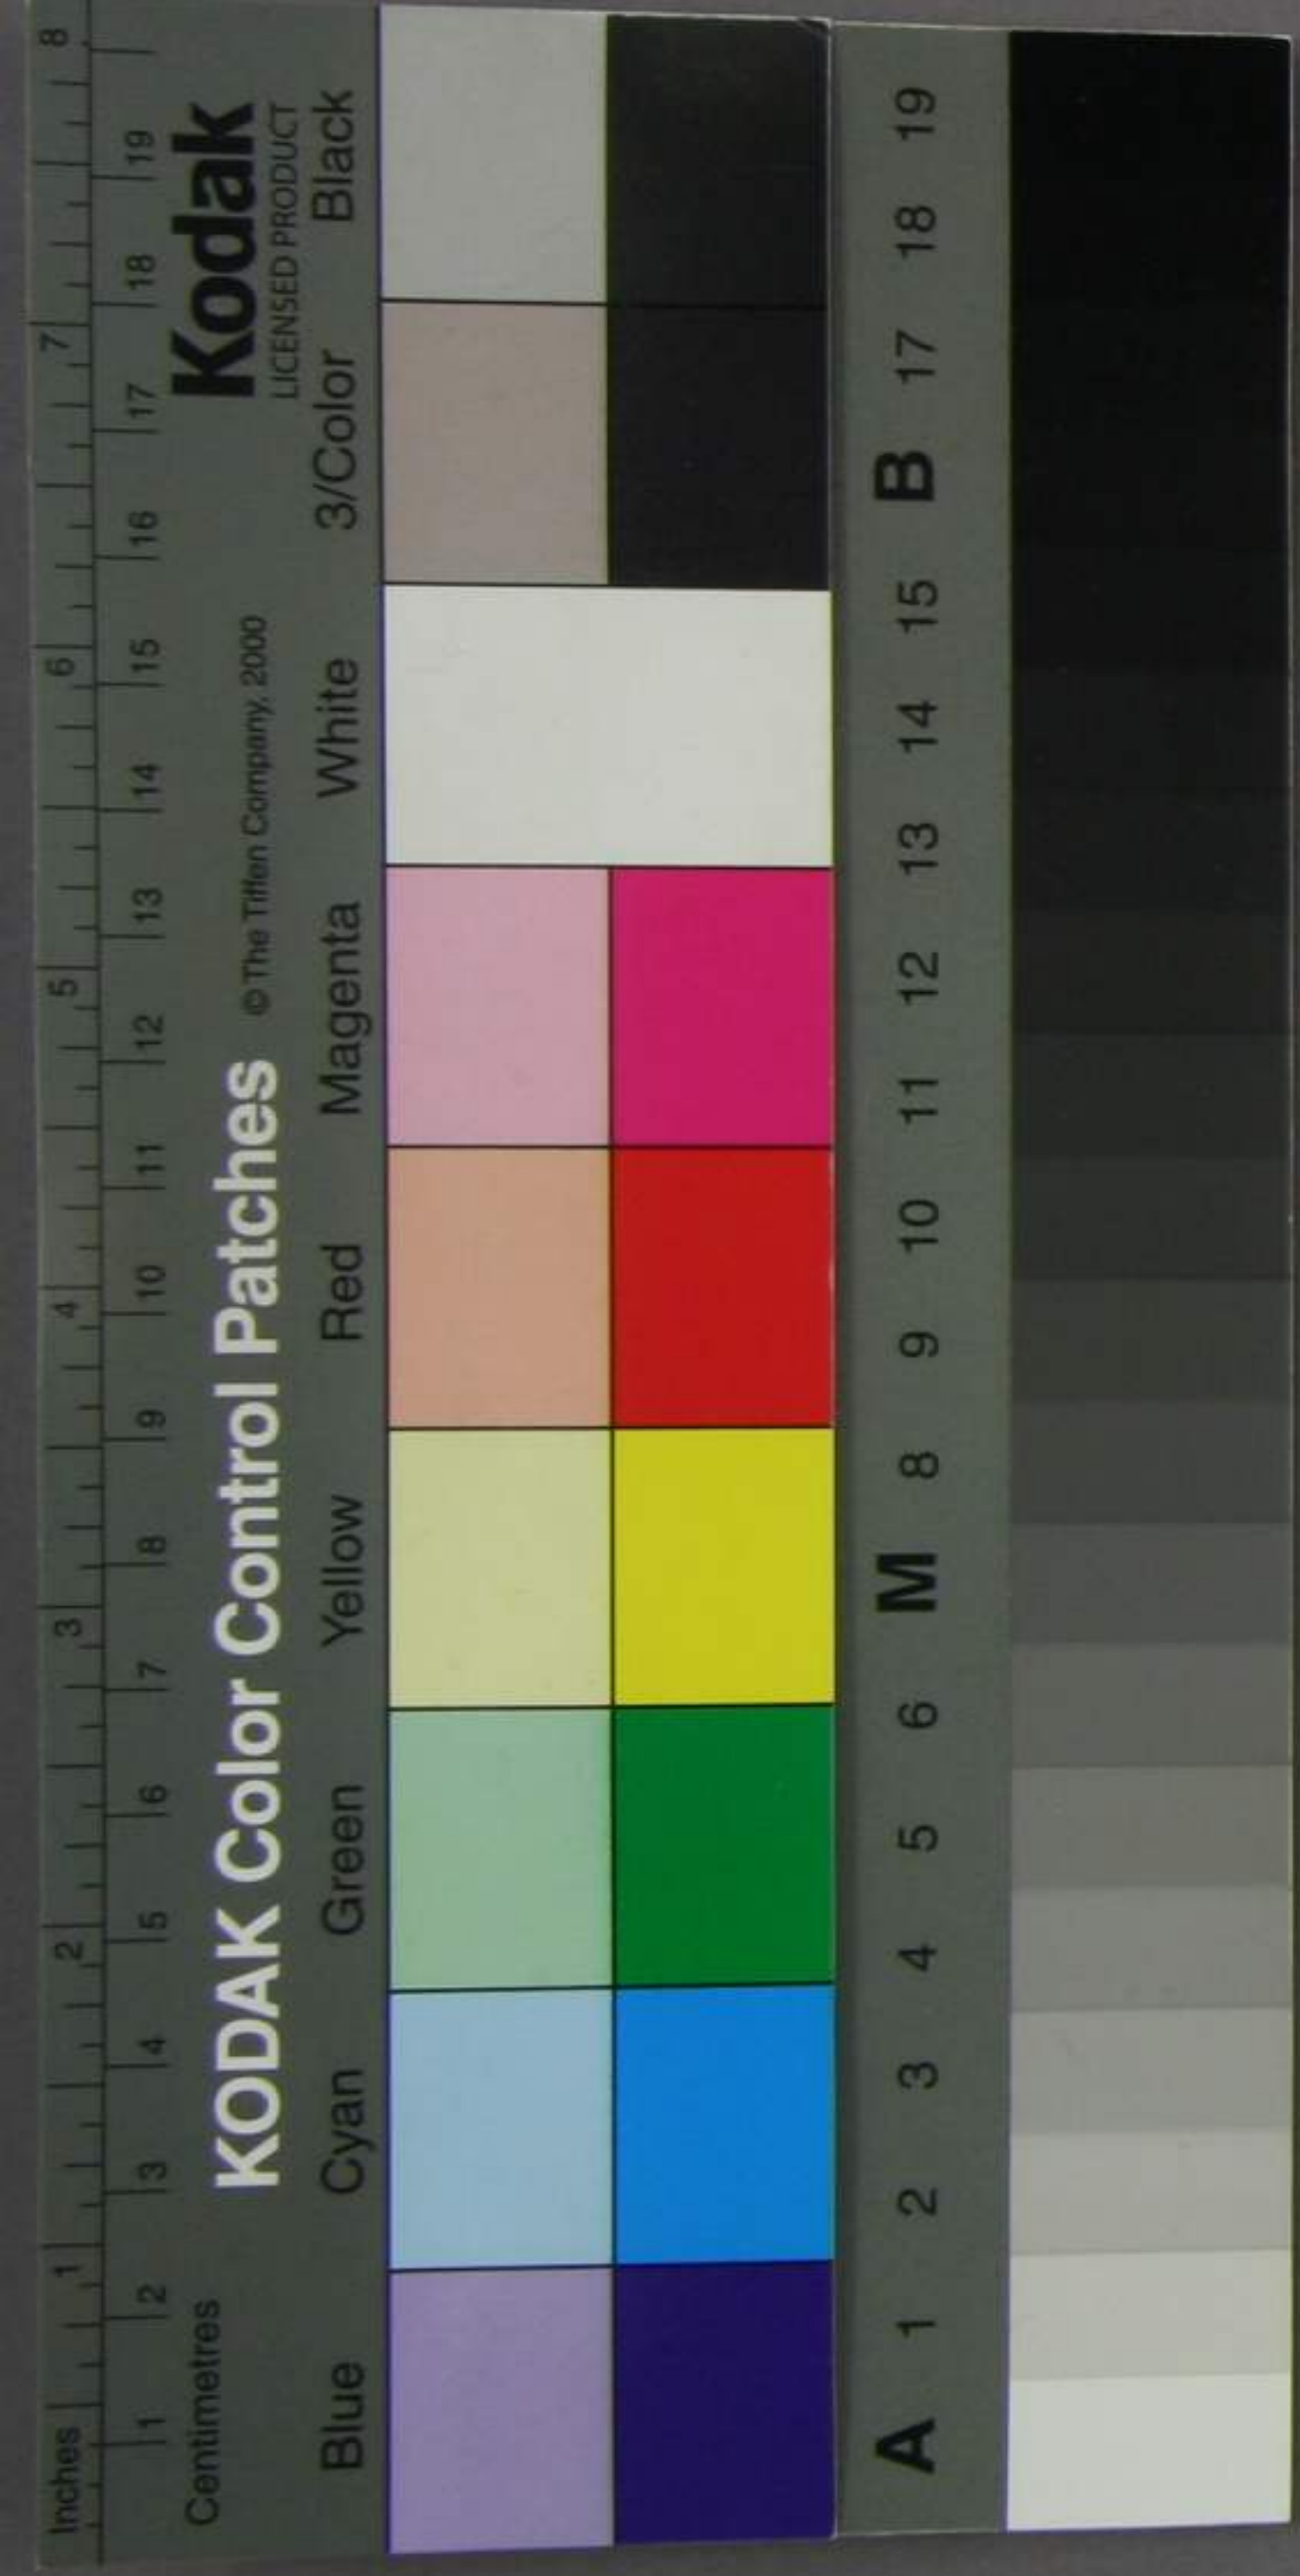 Inches 1 2 3 4 5 6 7 8
1 2 3 4 5 6 7 8 9 10 11 12 13 14 15 16 17 18 19
Centimetres
KODAK Color Control Patches © The Tiffen Company, 2000
Kodak
LICENSED PRODUCT
Blue Cyan Green Yellow Red Magenta White 3/Color Black
A 1 2 3 4 5 6 M 8 9 10 11 12 13 14 15 B 17 18 19